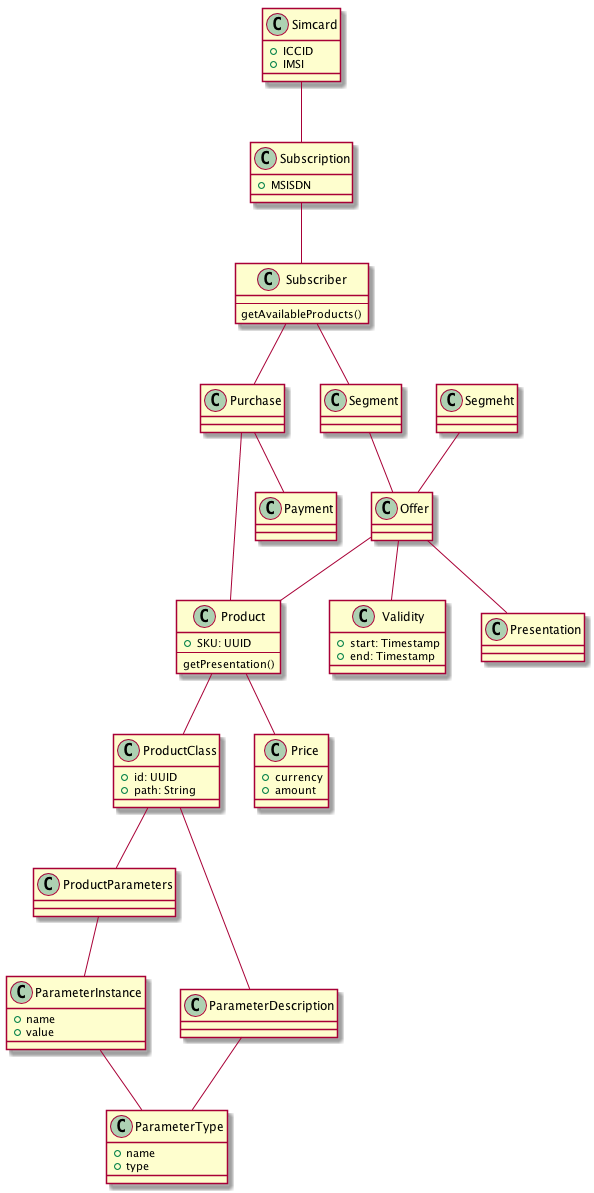 C Simcard
ICCID
IMSI
C Subscription
MSISDN
C Subscriber
getAvailableProducts()
C Purchase
C Segment
C Segmeht
C Payment
C Offer
C Product
SKU: UUID
getPresentation()
C Validity
start: Timestamp
end: Timestamp
C Presentation
C ProductClass
id: UUID
path: String
C Price
currency
amount
C ProductParameters
C ParameterInstance
name
value
C ParameterDescription
C ParameterType
name
type